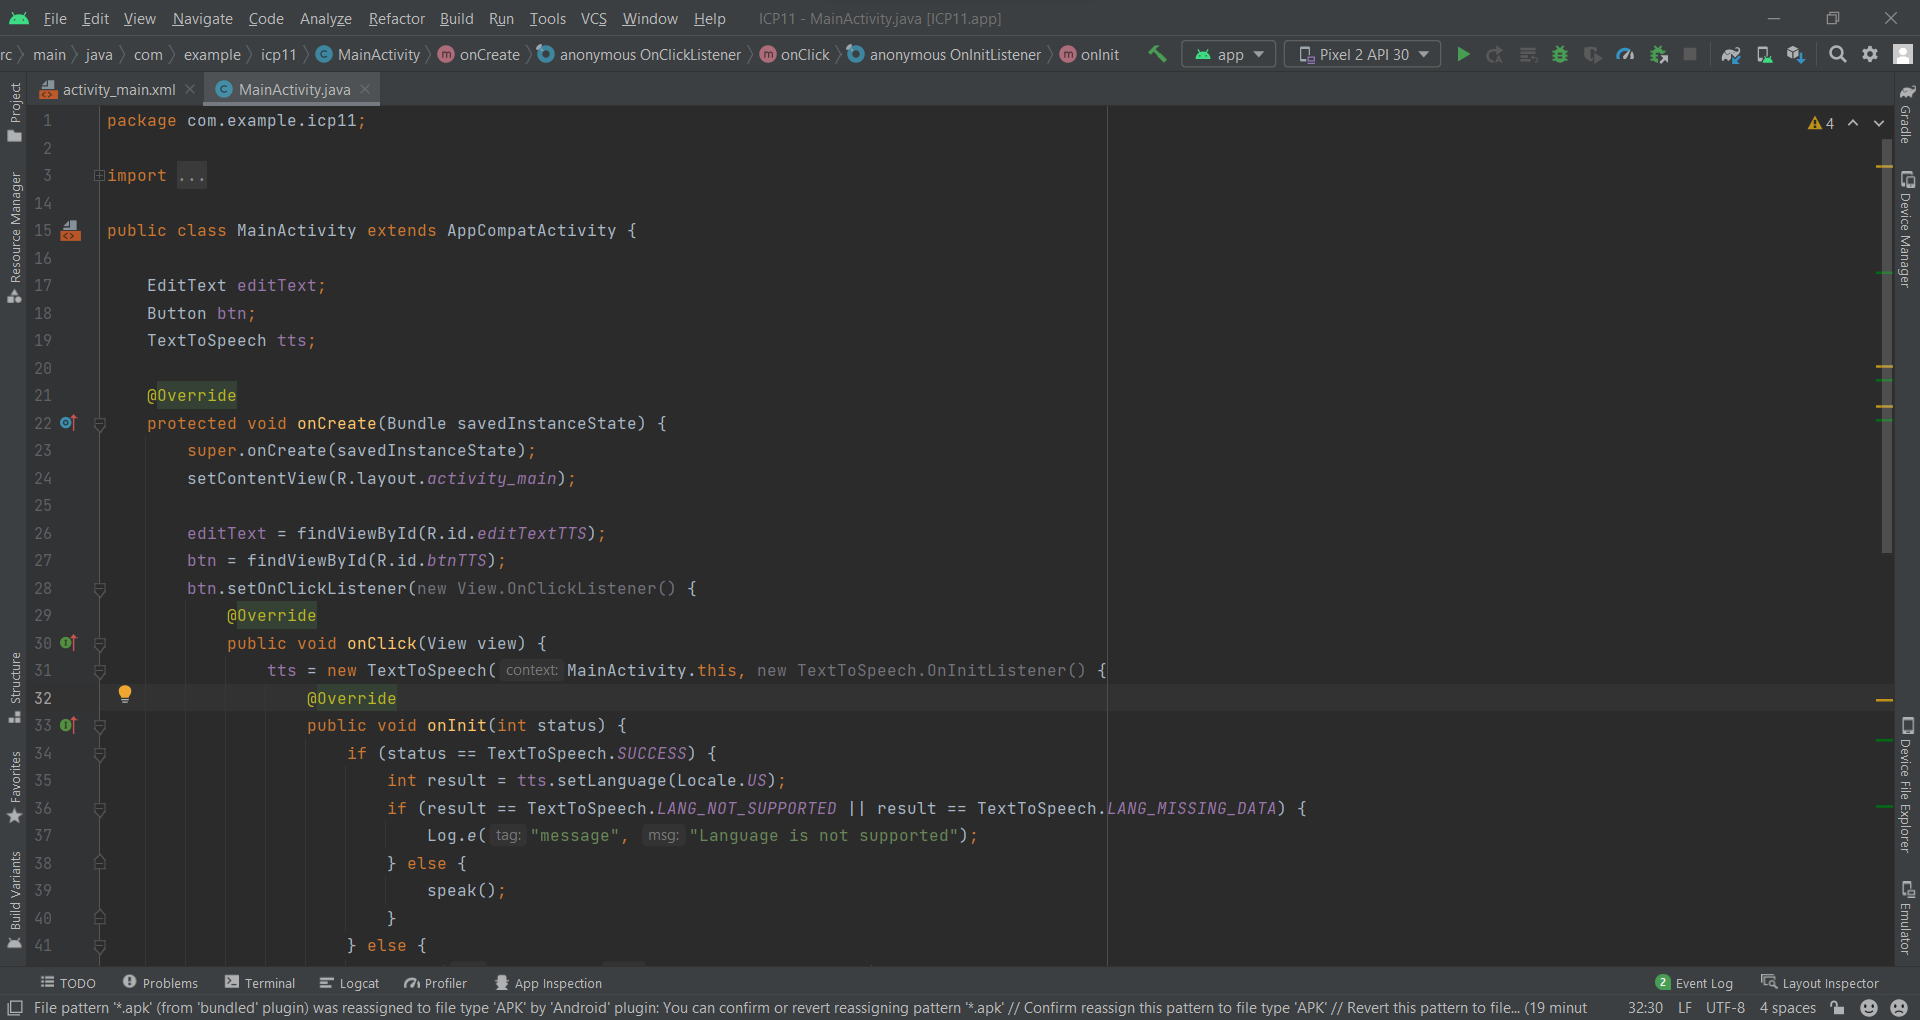 File Edit View Navigate Code Analyze Refactor Build Run Tools VCS Window Help ICP11 - MainActivity.java [ICP11.app]
rc main java com example icp11 MainActivity onCreate anonymous OnClickListener onClick anonymous OnInitListener onInit app Pixel 2 API 30
activity_main.xml MainActivity.java
4
1 package com.example.icp11;
2
3 import ...
14
15 public class MainActivity extends AppCompatActivity {
16
17 EditText editText;
18 Button btn;
19 TextToSpeech tts;
20
21 @Override
22 protected void onCreate(Bundle savedInstanceState) {
23 super.onCreate(savedInstanceState);
24 setContentView(R.layout.activity_main);
25
26 editText = findViewById(R.id.editTextTTS);
27 btn = findViewById(R.id.btnTTS);
28 btn.setOnClickListener(new View.OnClickListener() {
29 @Override
30 public void onClick(View view) {
31 tts = new TextToSpeech( context: MainActivity.this, new TextToSpeech.OnInitListener() {
32 @Override
33 public void onInit(int status) {
34 if (status == TextToSpeech.SUCCESS) {
35 int result = tts.setLanguage(Locale.US);
36 if (result == TextToSpeech.LANG_NOT_SUPPORTED || result == TextToSpeech.LANG_MISSING_DATA) {
37 Log.e( tag: "message", msg: "Language is not supported");
38 } else {
39 speak();
40 }
41 } else {
Project
Resource Manager
Structure
Favorites
Build Variants
Gradle
Device Manager
Device File Explorer
Emulator
TODO Problems Terminal Logcat Profiler App Inspection 2 Event Log Layout Inspector
File pattern '*.apk' (from 'bundled' plugin) was reassigned to file type 'APK' by 'Android' plugin: You can confirm or revert reassigning pattern '*.apk' // Confirm reassign this pattern to file type 'APK' // Revert this pattern to file... (19 minut 32:30 LF UTF-8 4 spaces